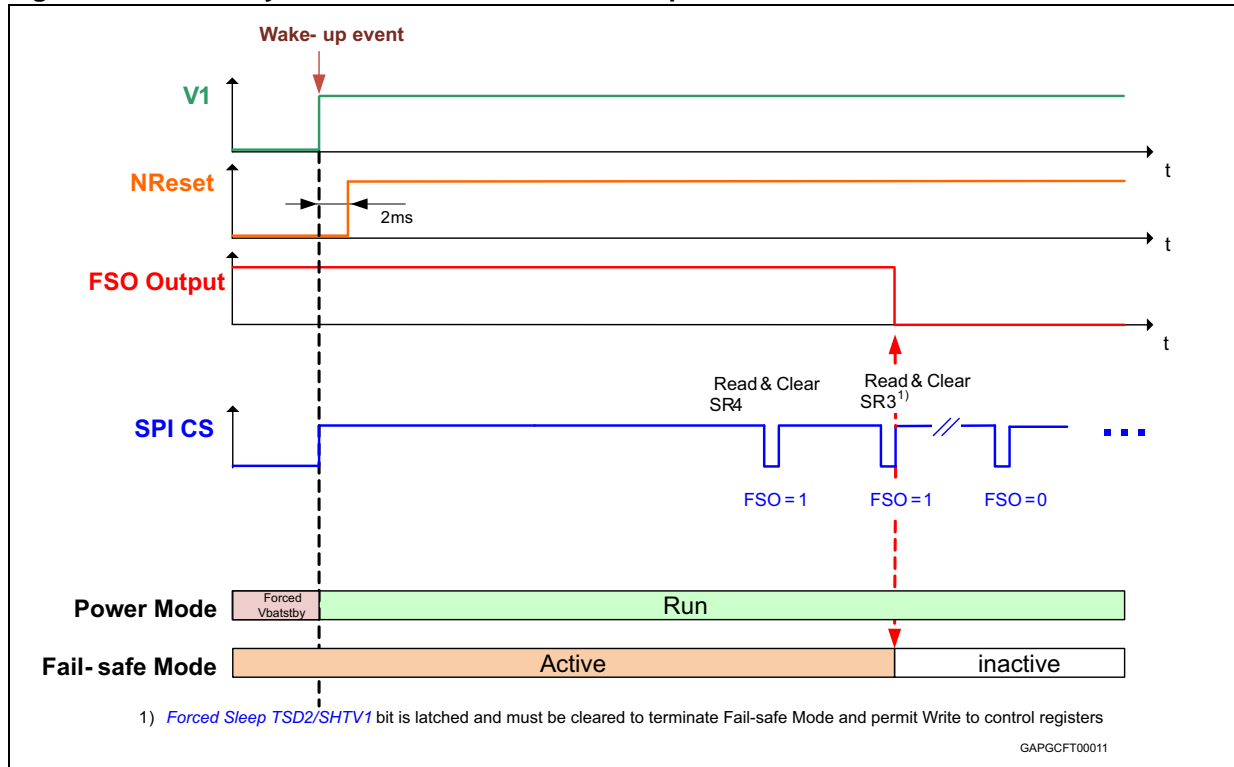 Wake- up event
V1
t
NReset
2ms
t
FSO Output
t
Read & Clear
SR4
Read & Clear
SR3 1)
SPI CS
FSO = 1
FSO = 1
FSO = 0
Power Mode
Forced
Vbatstby
Run
Fail- safe Mode
Active
inactive
1) Forced Sleep TSD2/SHTV1 bit is latched and must be cleared to terminate Fail-safe Mode and permit Write to control registers
GAPGCFT00011